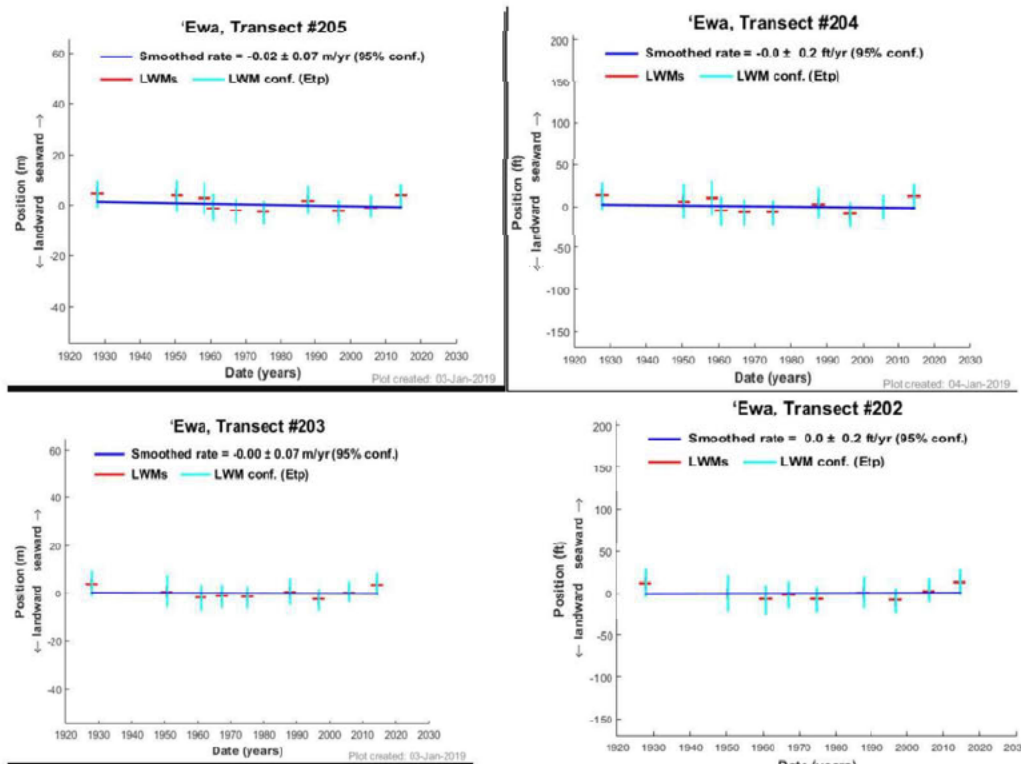 ‘Ewa, Transect #205
Smoothed rate = -0.02 ± 0.07 m/yr (95% conf.)
LWMs LWM conf. (Etp)
60
40
20
0
-20
-40
Position (m)
← landward seaward →
1920 1930 1940 1950 1960 1970 1980 1990 2000 2010 2020 2030
Date (years)
Plot created: 03-Jan-2019
‘Ewa, Transect #204
Smoothed rate = -0.0 ± 0.2 ft/yr (95% conf.)
LWMs LWM conf. (Etp)
200
150
100
50
0
-50
-100
-150
Position (ft)
← landward seaward →
1920 1930 1940 1950 1960 1970 1980 1990 2000 2010 2020 2030
Date (years)
Plot created: 04-Jan-2019
‘Ewa, Transect #203
Smoothed rate = -0.00 ± 0.07 m/yr (95% conf.)
LWMs LWM conf. (Etp)
60
40
20
0
-20
-40
Position (m)
← landward seaward →
1920 1930 1940 1950 1960 1970 1980 1990 2000 2010 2020 2030
Date (years)
Plot created: 03-Jan-2019
‘Ewa, Transect #202
Smoothed rate = 0.0 ± 0.2 ft/yr (95% conf.)
LWMs LWM conf. (Etp)
200
150
100
50
0
-50
-100
-150
Position (ft)
← landward seaward →
1920 1930 1940 1950 1960 1970 1980 1990 2000 2010 2020 203
Date (years)